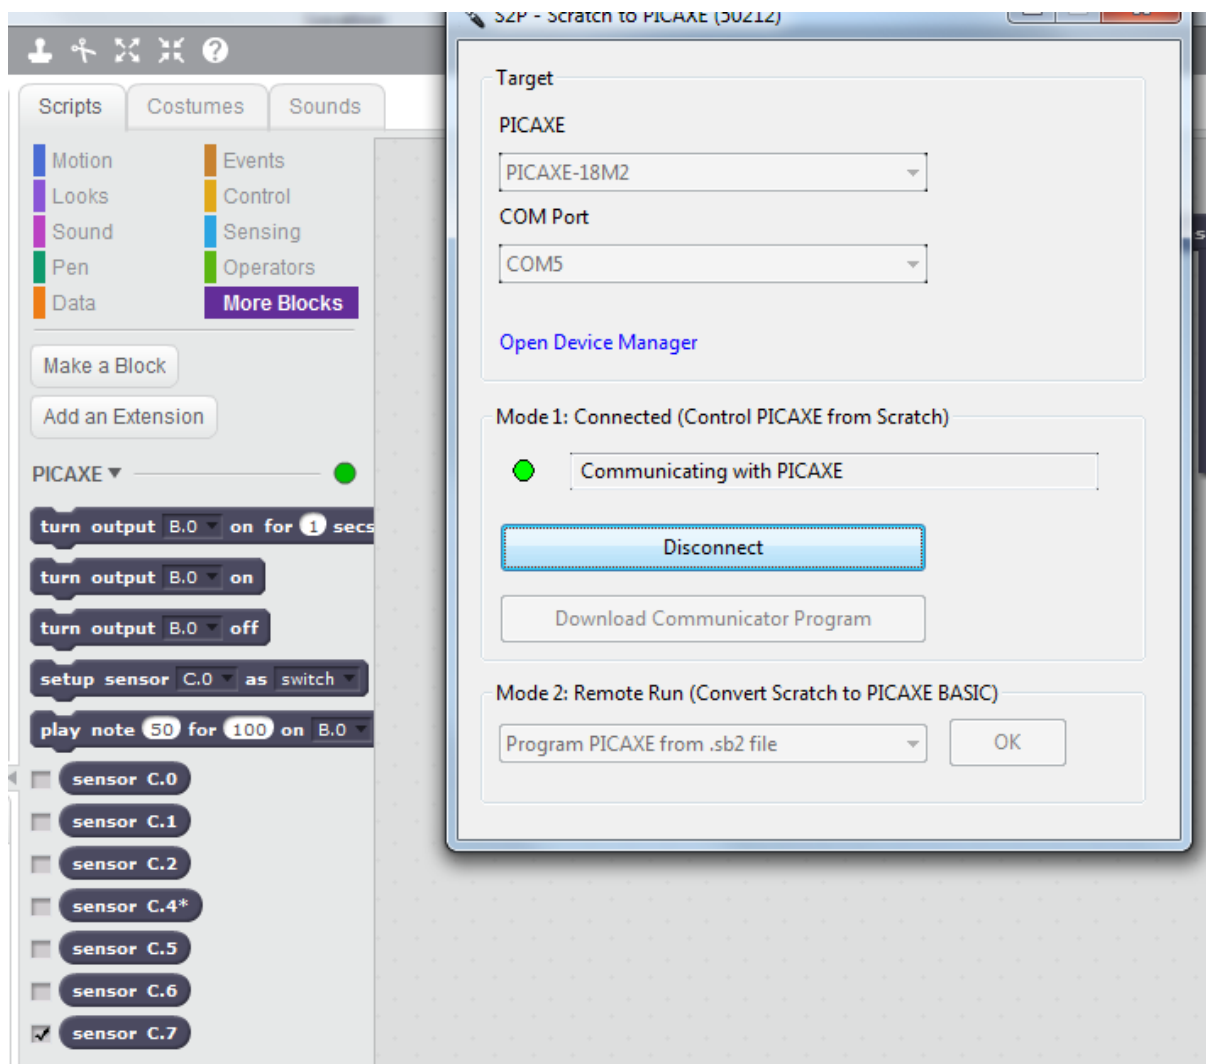 S2P - Scratch to PICAXE (50212)
Scripts
Costumes
Sounds
Motion
Events
Looks
Control
Sound
Sensing
Pen
Operators
Data
More Blocks
Make a Block
Add an Extension
PICAXE
turn output B.0 on for 1 secs
turn output B.0 on
turn output B.0 off
setup sensor C.0 as switch
play note 50 for 100 on B.0
sensor C.0
sensor C.1
sensor C.2
sensor C.4*
sensor C.5
sensor C.6
sensor C.7
Target
PICAXE
PICAXE-18M2
COM Port
COM5
Open Device Manager
Mode 1: Connected (Control PICAXE from Scratch)
Communicating with PICAXE
Disconnect
Download Communicator Program
Mode 2: Remote Run (Convert Scratch to PICAXE BASIC)
Program PICAXE from .sb2 file
OK